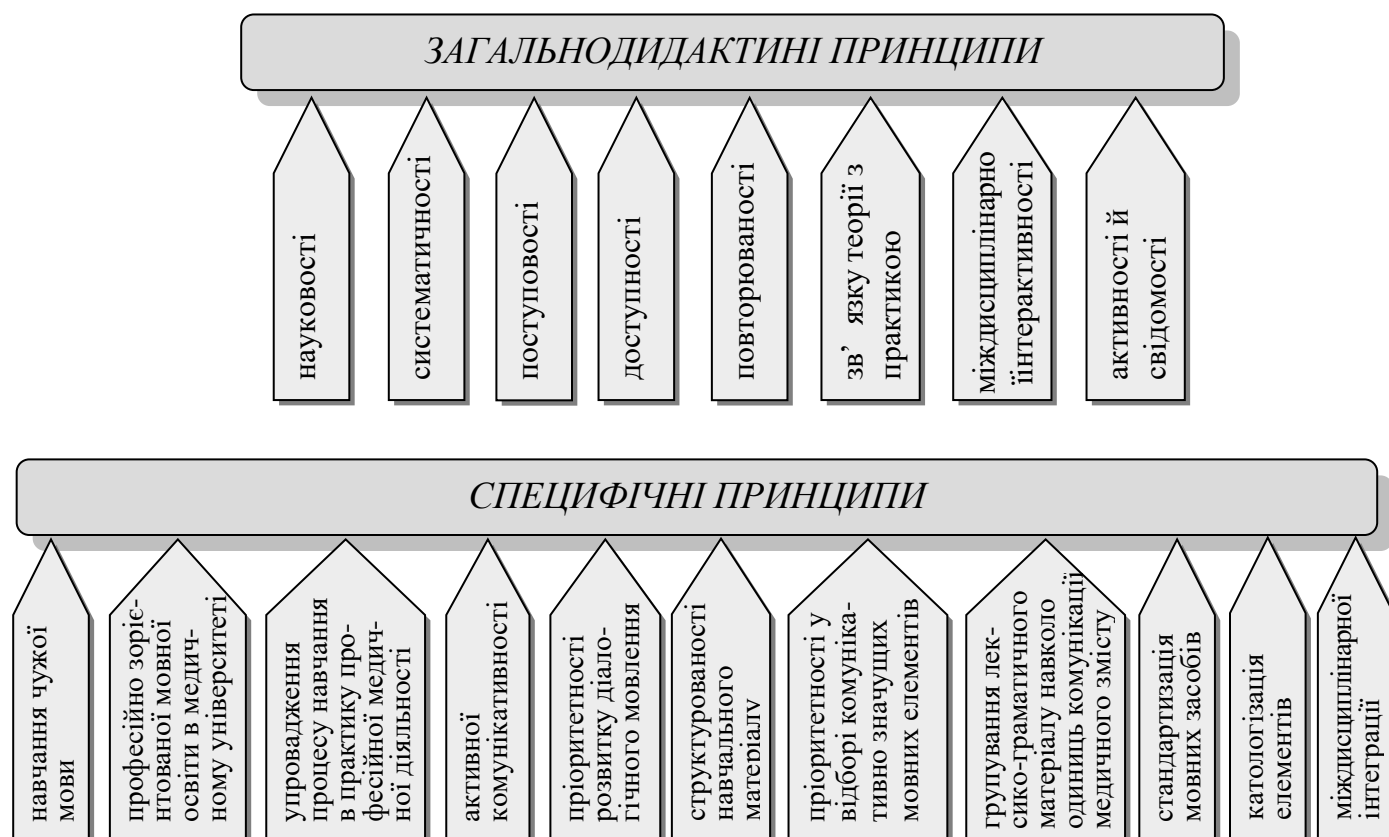 ЗАГАЛЬНОДИДАКТИНІ ПРИНЦИПИ
науковості
систематичності
поступовості
доступності
повторюваності
зв’ язку теорії з
практикою
міждисциплінарно
їінтерактивності
активності й
свідомості
СПЕЦИФІЧНІ ПРИНЦИПИ
навчання чужої
мови
професійно зоріє-
нтованої мовної
освіти в медич-
ному університеті
упровадження
процесу навчання
в практику про-
фесійної медич-
ної діяльності
активної
комунікативності
пріоритетності
розвитку діало-
гічного мовлення
структурованості
навчального
матеріалу
пріоритетності у
відборі комуніка-
тивно значущих
мовних елементів
групування лек-
сико-граматичного
матеріалу навколо
одиниць комунікації
медичного змісту
стандартизація
мовних засобів
катологізація
елементів
міждисциплінарної
інтеграції